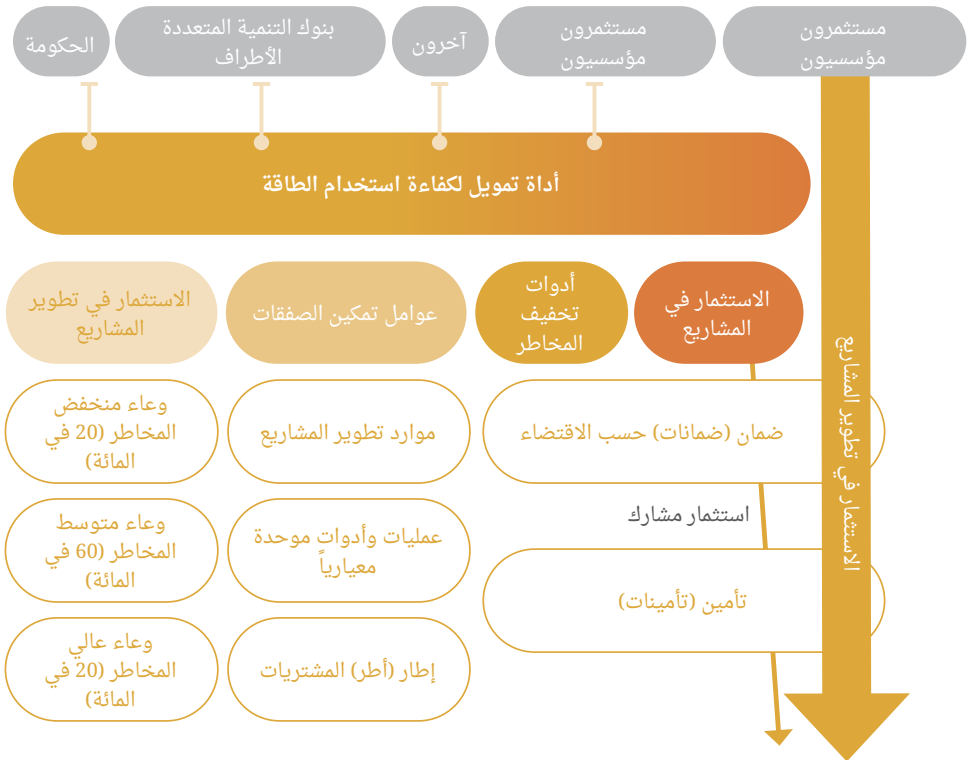 مستثمرون
مؤسسيون
مستثمرون
مؤسسيون
آخرون
بنوك التنمية المتعددة
الأطراف
الحكومة
أداة تمويل لكفاءة استخدام الطاقة
الاستثمار في
المشاريع
أدوات
تخفيف
المخاطر
عوامل تمكين الصفقات
الاستثمار في تطوير
المشاريع
الاستثمار في تطوير المشاريع
ضمان (ضمانات) حسب الاقتضاء
استثمار مشارك
تأمين (تأمينات)
موارد تطوير المشاريع
عمليات وأدوات موحدة
معيارياً
إطار (أطر) المشتريات
وعاء منخفض
المخاطر (20 في
المائة)
وعاء متوسط
المخاطر (60 في
المائة)
وعاء عالي
المخاطر (20 في
المائة)